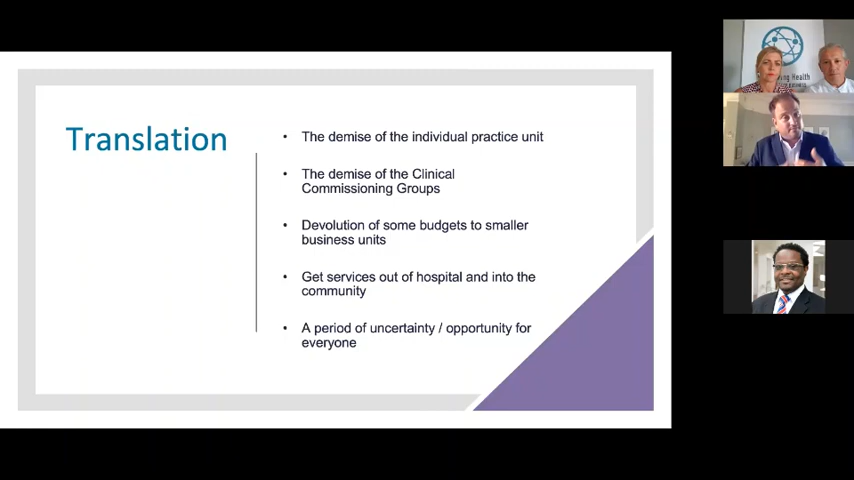 Translation
• The demise of the individual practice unit
• The demise of the Clinical
Commissioning Groups
• Devolution of some budgets to smaller
business units
• Get services out of hospital and into the
community
• A period of uncertainty / opportunity for
everyone
Health